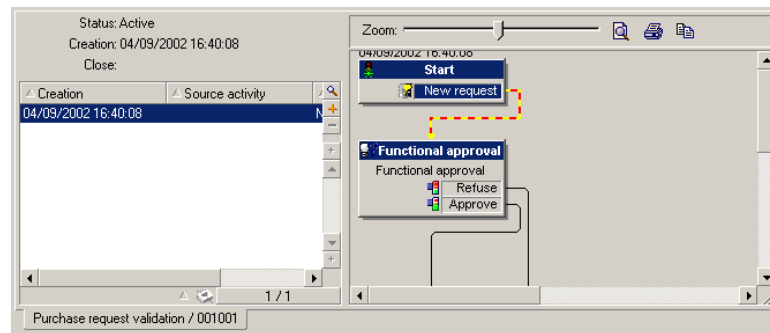 Status: Active
Creation: 04/09/2002 16:40:08
Close:
Creation
Source activity
04/09/2002 16:40:08
1 / 1
Zoom:
04/09/2002 16:40:08
Start
New request
Functional approval
Functional approval
Refuse
Approve
Purchase request validation / 001001